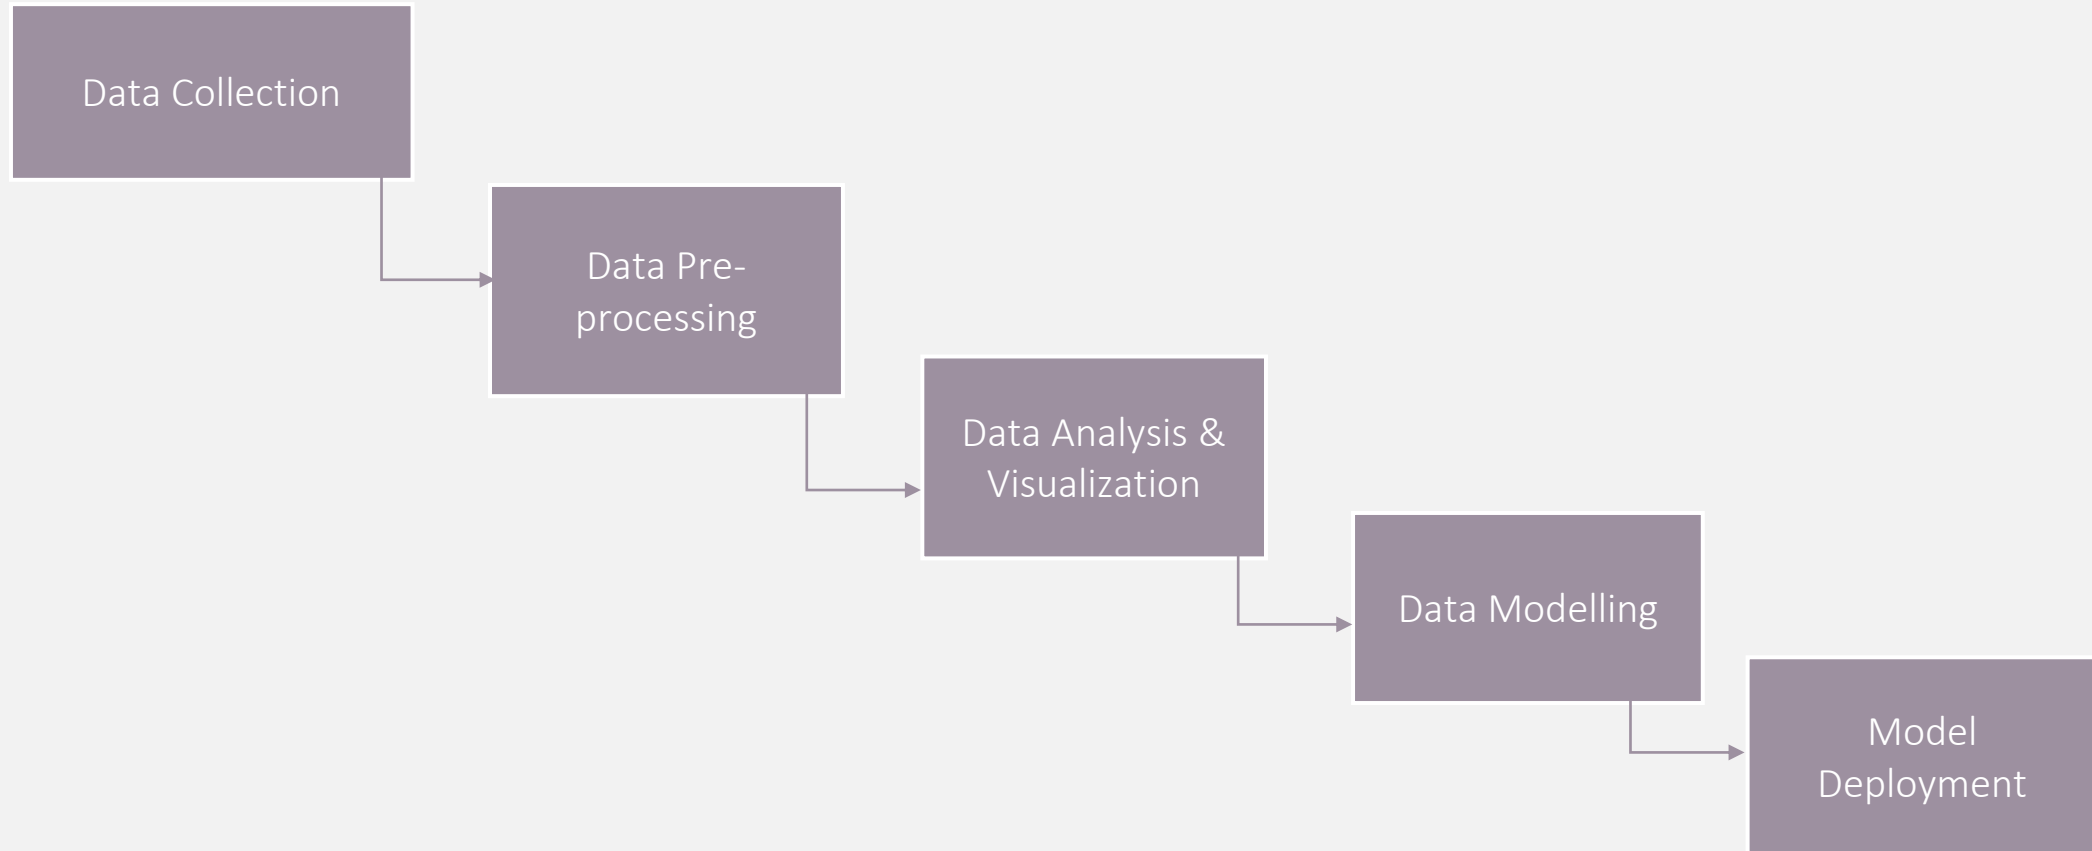 Data Collection
Data Pre-
processing
Data Analysis &
Visualization
Data Modelling
Model
Deployment